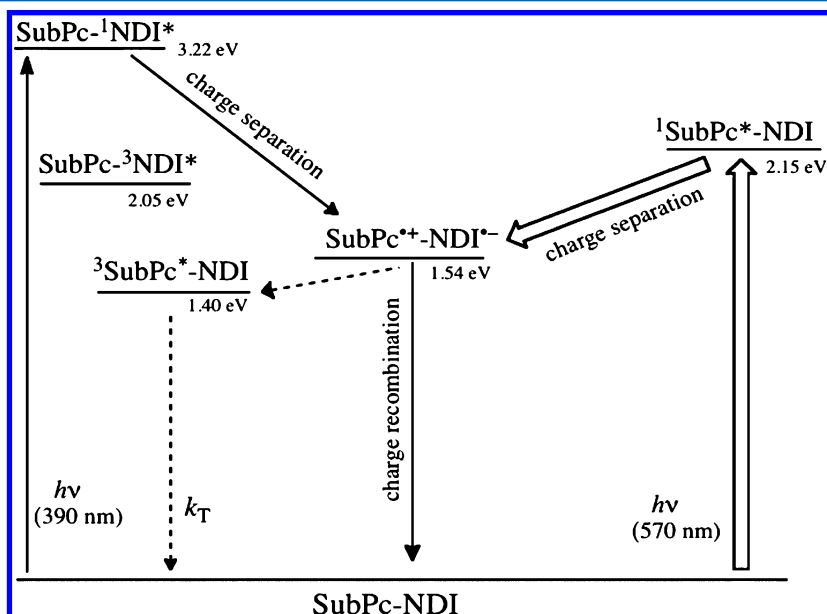 SubPc-¹NDI*
3.22 eV
charge separation
¹SubPc*-NDI
2.15 eV
SubPc-³NDI*
2.05 eV
charge separation
SubPc•+-NDI•−
1.54 eV
³SubPc*-NDI
1.40 eV
charge recombination
hν
(390 nm)
kT
hν
(570 nm)
SubPc-NDI